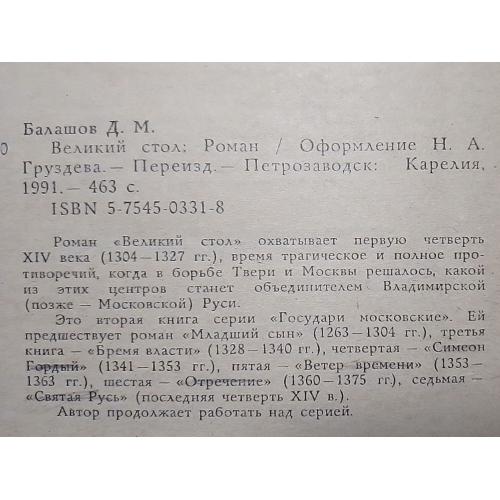 Балашов Д. М.
0
Великий стол: Роман / Оформление Н. А.
Груздева.— Переизд.— Петрозаводск: Карелия,
1991.— 463 с.
ISBN 5-7545-0331-8
Роман «Великий стол» охватывает первую четверть
XIV века (1304—1327 гг.), время трагическое и полное про-
тиворечий, когда в борьбе Твери и Москвы решалось, какой
из этих центров станет объединителем Владимирской
(позже — Московской) Руси.
Это вторая книга серии «Государи московские». Ей
предшествует роман «Младший сын» (1263—1304 гг.), третья
книга — «Бремя власти» (1328—1340 гг.), четвертая — «Симеон
Гордый» (1341—1353 гг.), пятая — «Ветер времени» (1353—
1363 гг.), шестая — «Отречение» (1360—1375 гг.), седьмая —
«Святая Русь» (последняя четверть XIV в.).
Автор продолжает работать над серией.